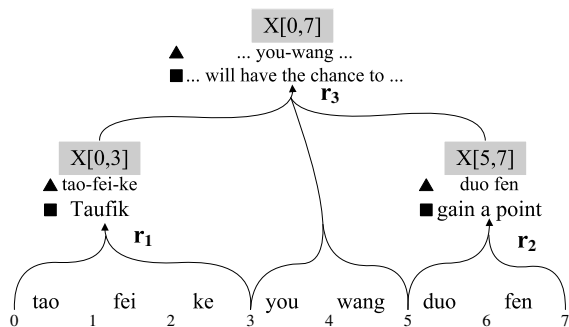 X[0,7]
▲ ... you-wang ...
■ ... will have the chance to ...
r3
X[0,3] X[5,7]
▲ tao-fei-ke ▲ duo fen
■ Taufik ■ gain a point
r1 r2
tao fei ke you wang duo fen
0 1 2 3 4 5 6 7